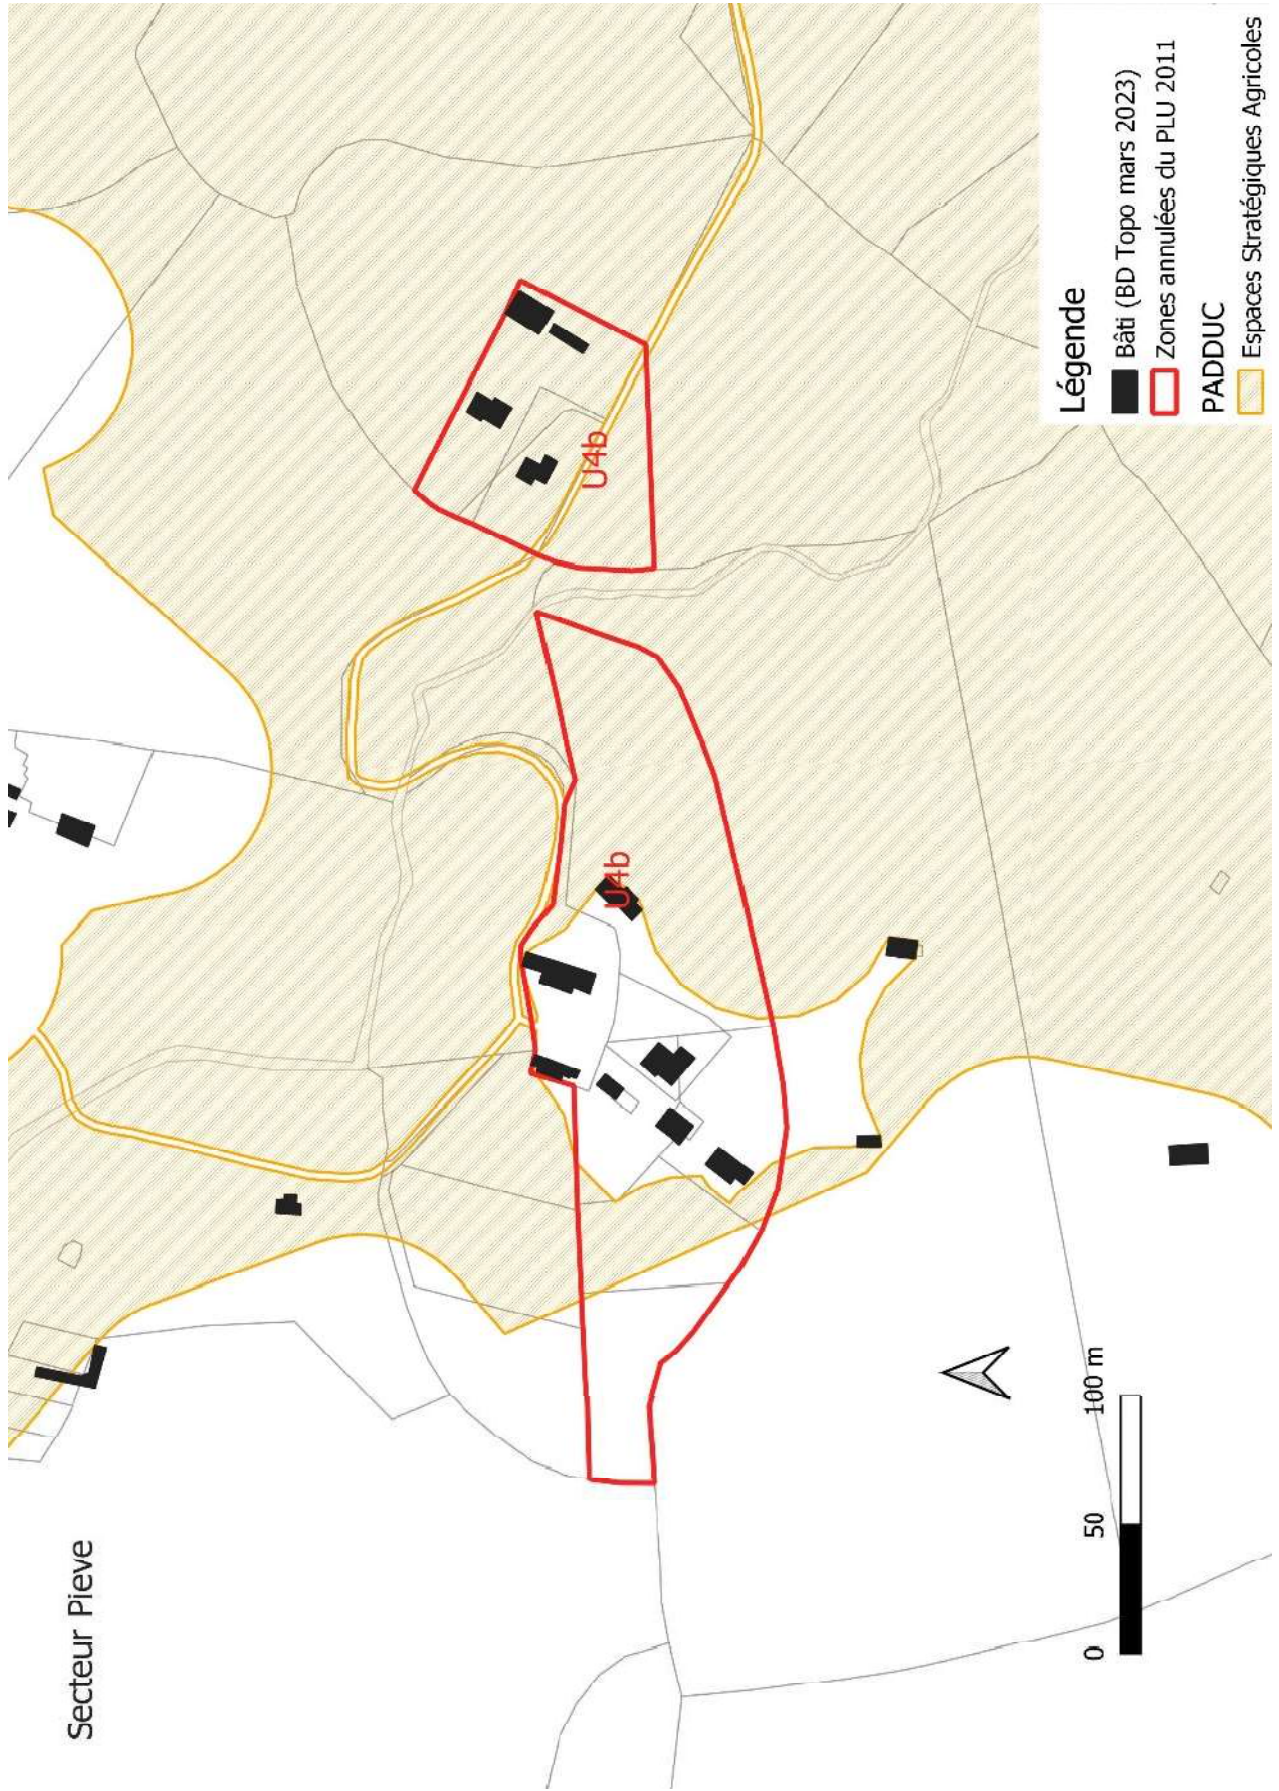 Secteur Pieve
U4b
U4b
0 50 100 m
Légende
Bâti (BD Topo mars 2023)
Zones annulées du PLU 2011
PADDUC
Espaces Stratégiques Agricoles